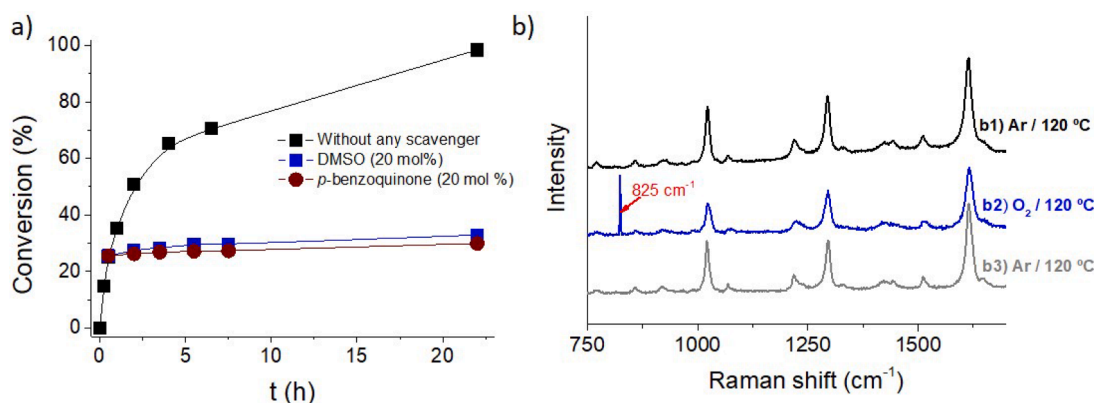 a)
Conversion (%)
100
80
60
40
20
0
Without any scavenger
DMSO (20 mol%)
p-benzoquinone (20 mol %)
0 5 10 15 20
t (h)
b)
Intensity
b1) Ar / 120 ºC
825 cm⁻¹
b2) O₂ / 120 ºC
b3) Ar / 120 ºC
750 1000 1250 1500
Raman shift (cm⁻¹)